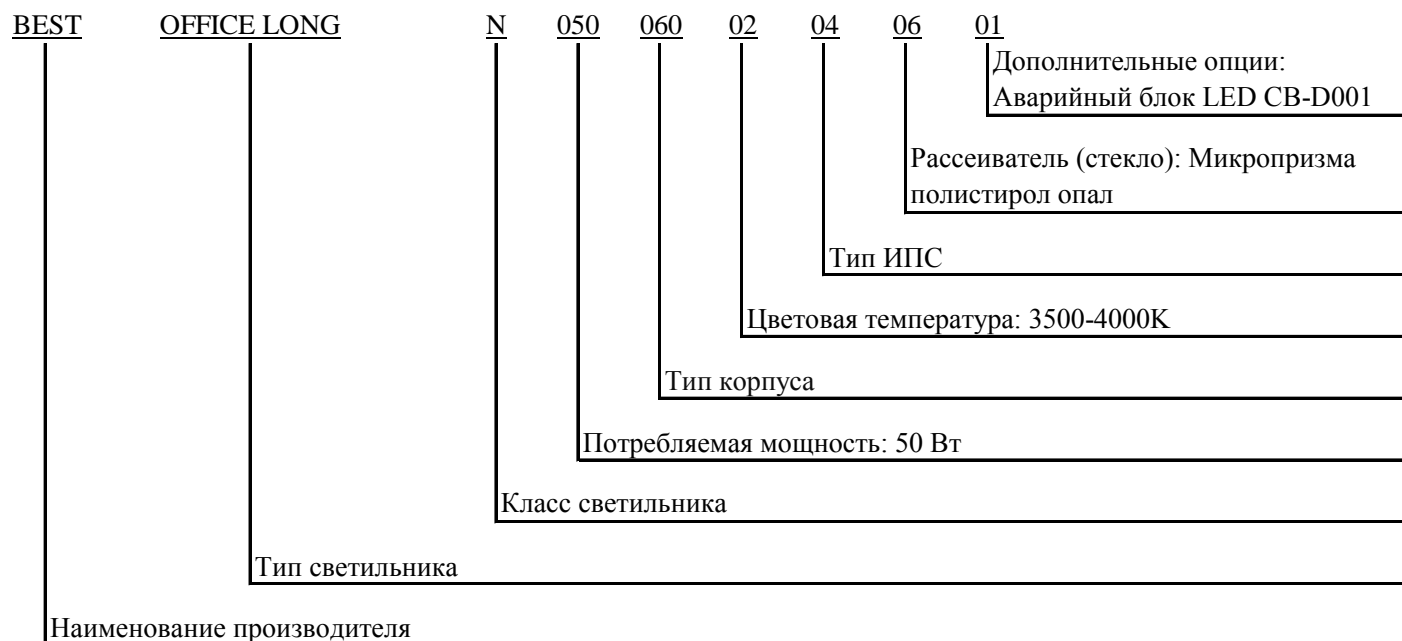 BEST OFFICE LONG N 050 060 02 04 06 01
Дополнительные опции:
Аварийный блок LED CB-D001
Рассеиватель (стекло): Микропризма
полистирол опал
Тип ИПС
Цветовая температура: 3500-4000К
Тип корпуса
Потребляемая мощность: 50 Вт
Класс светильника
Тип светильника
Наименование производителя